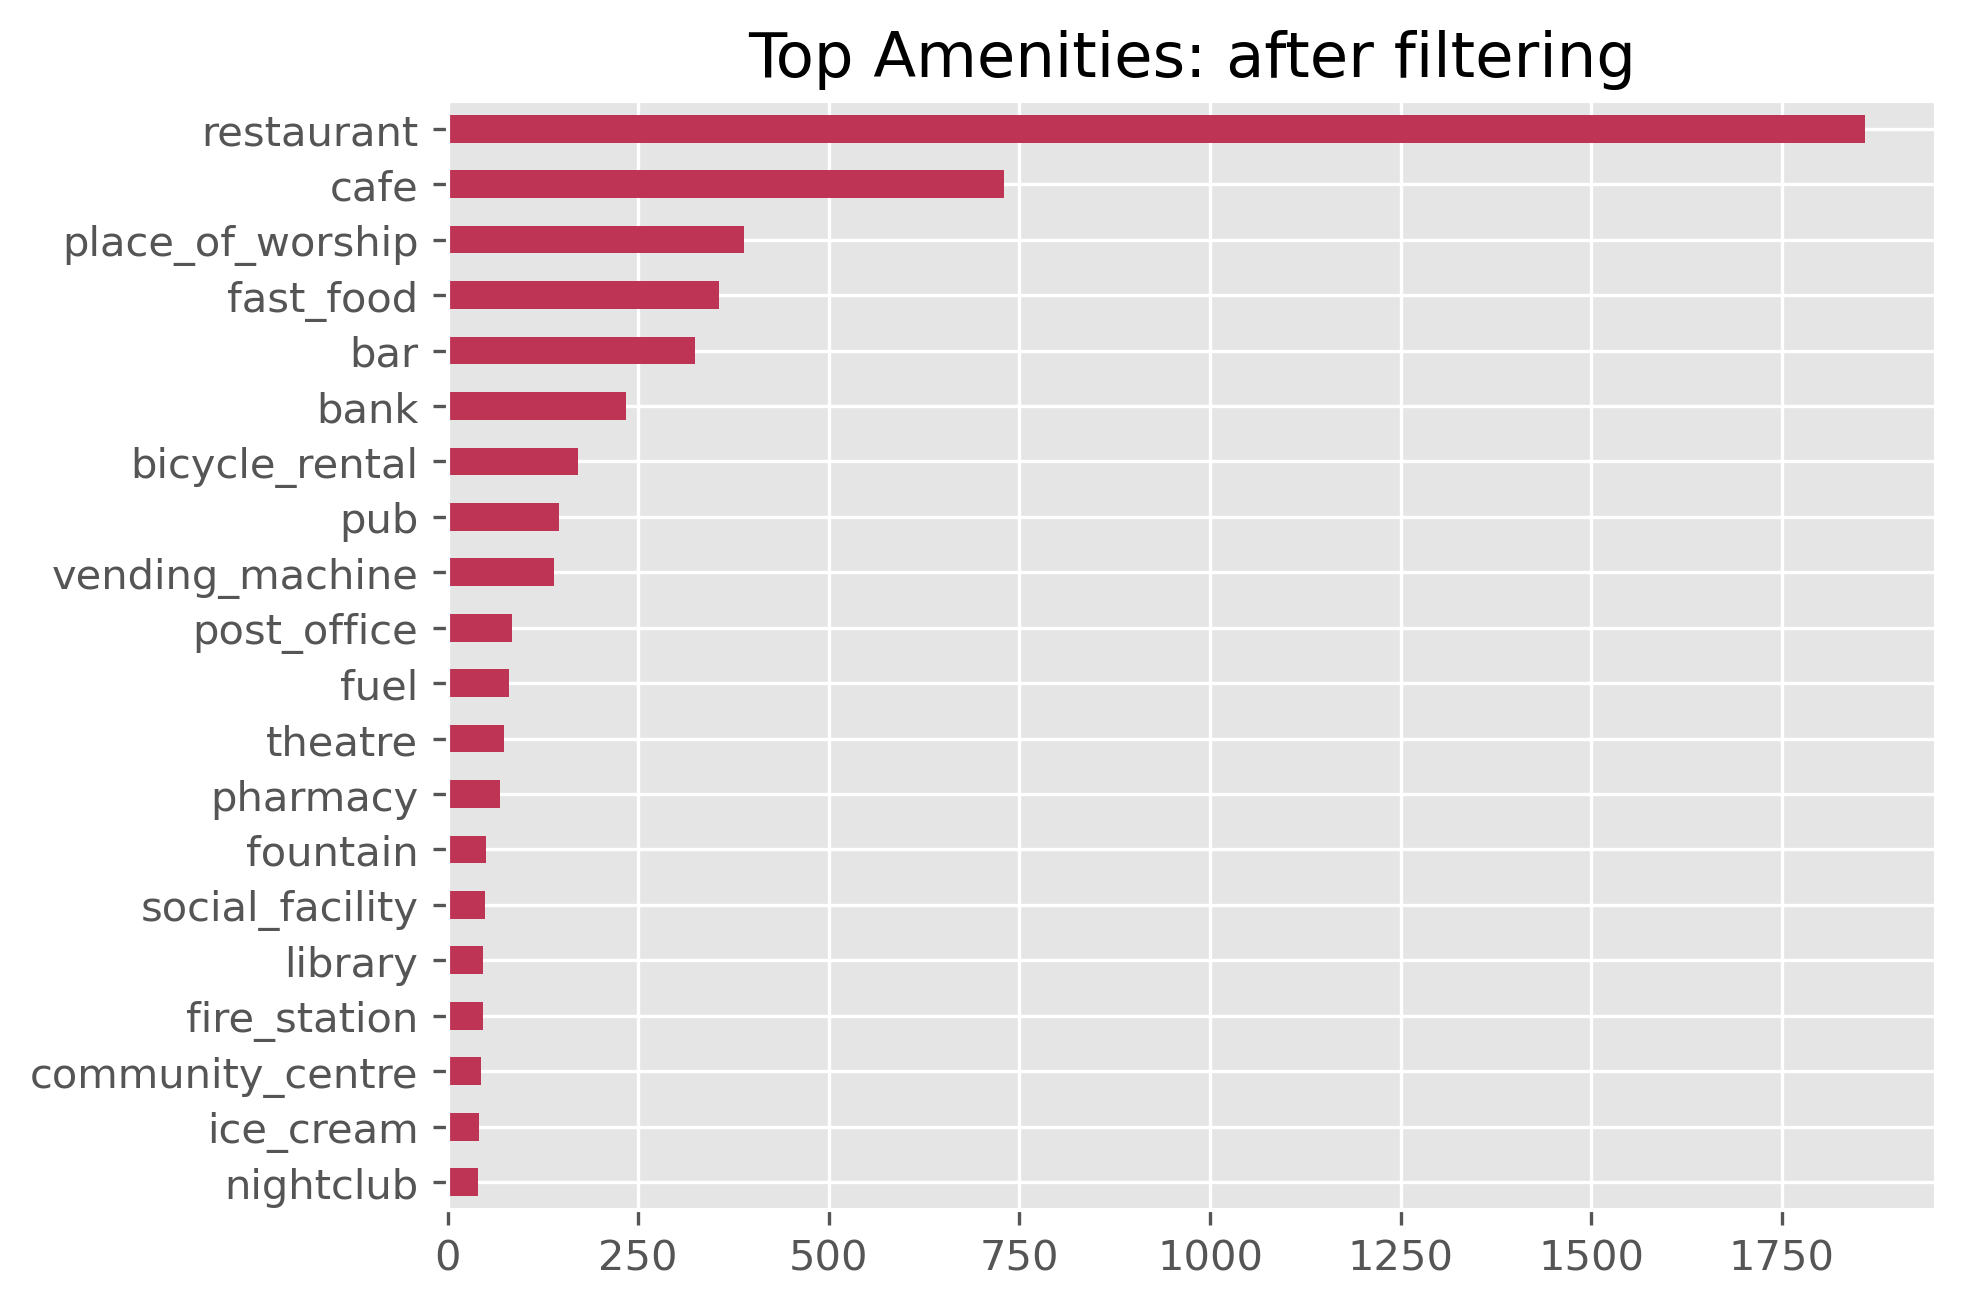 Top Amenities: after filtering
restaurant
cafe
place_of_worship
fast_food
bar
bank
bicycle_rental
pub
vending_machine
post_office
fuel
theatre
pharmacy
fountain
social_facility
library
fire_station
community_centre
ice_cream
nightclub
0 250 500 750 1000 1250 1500 1750